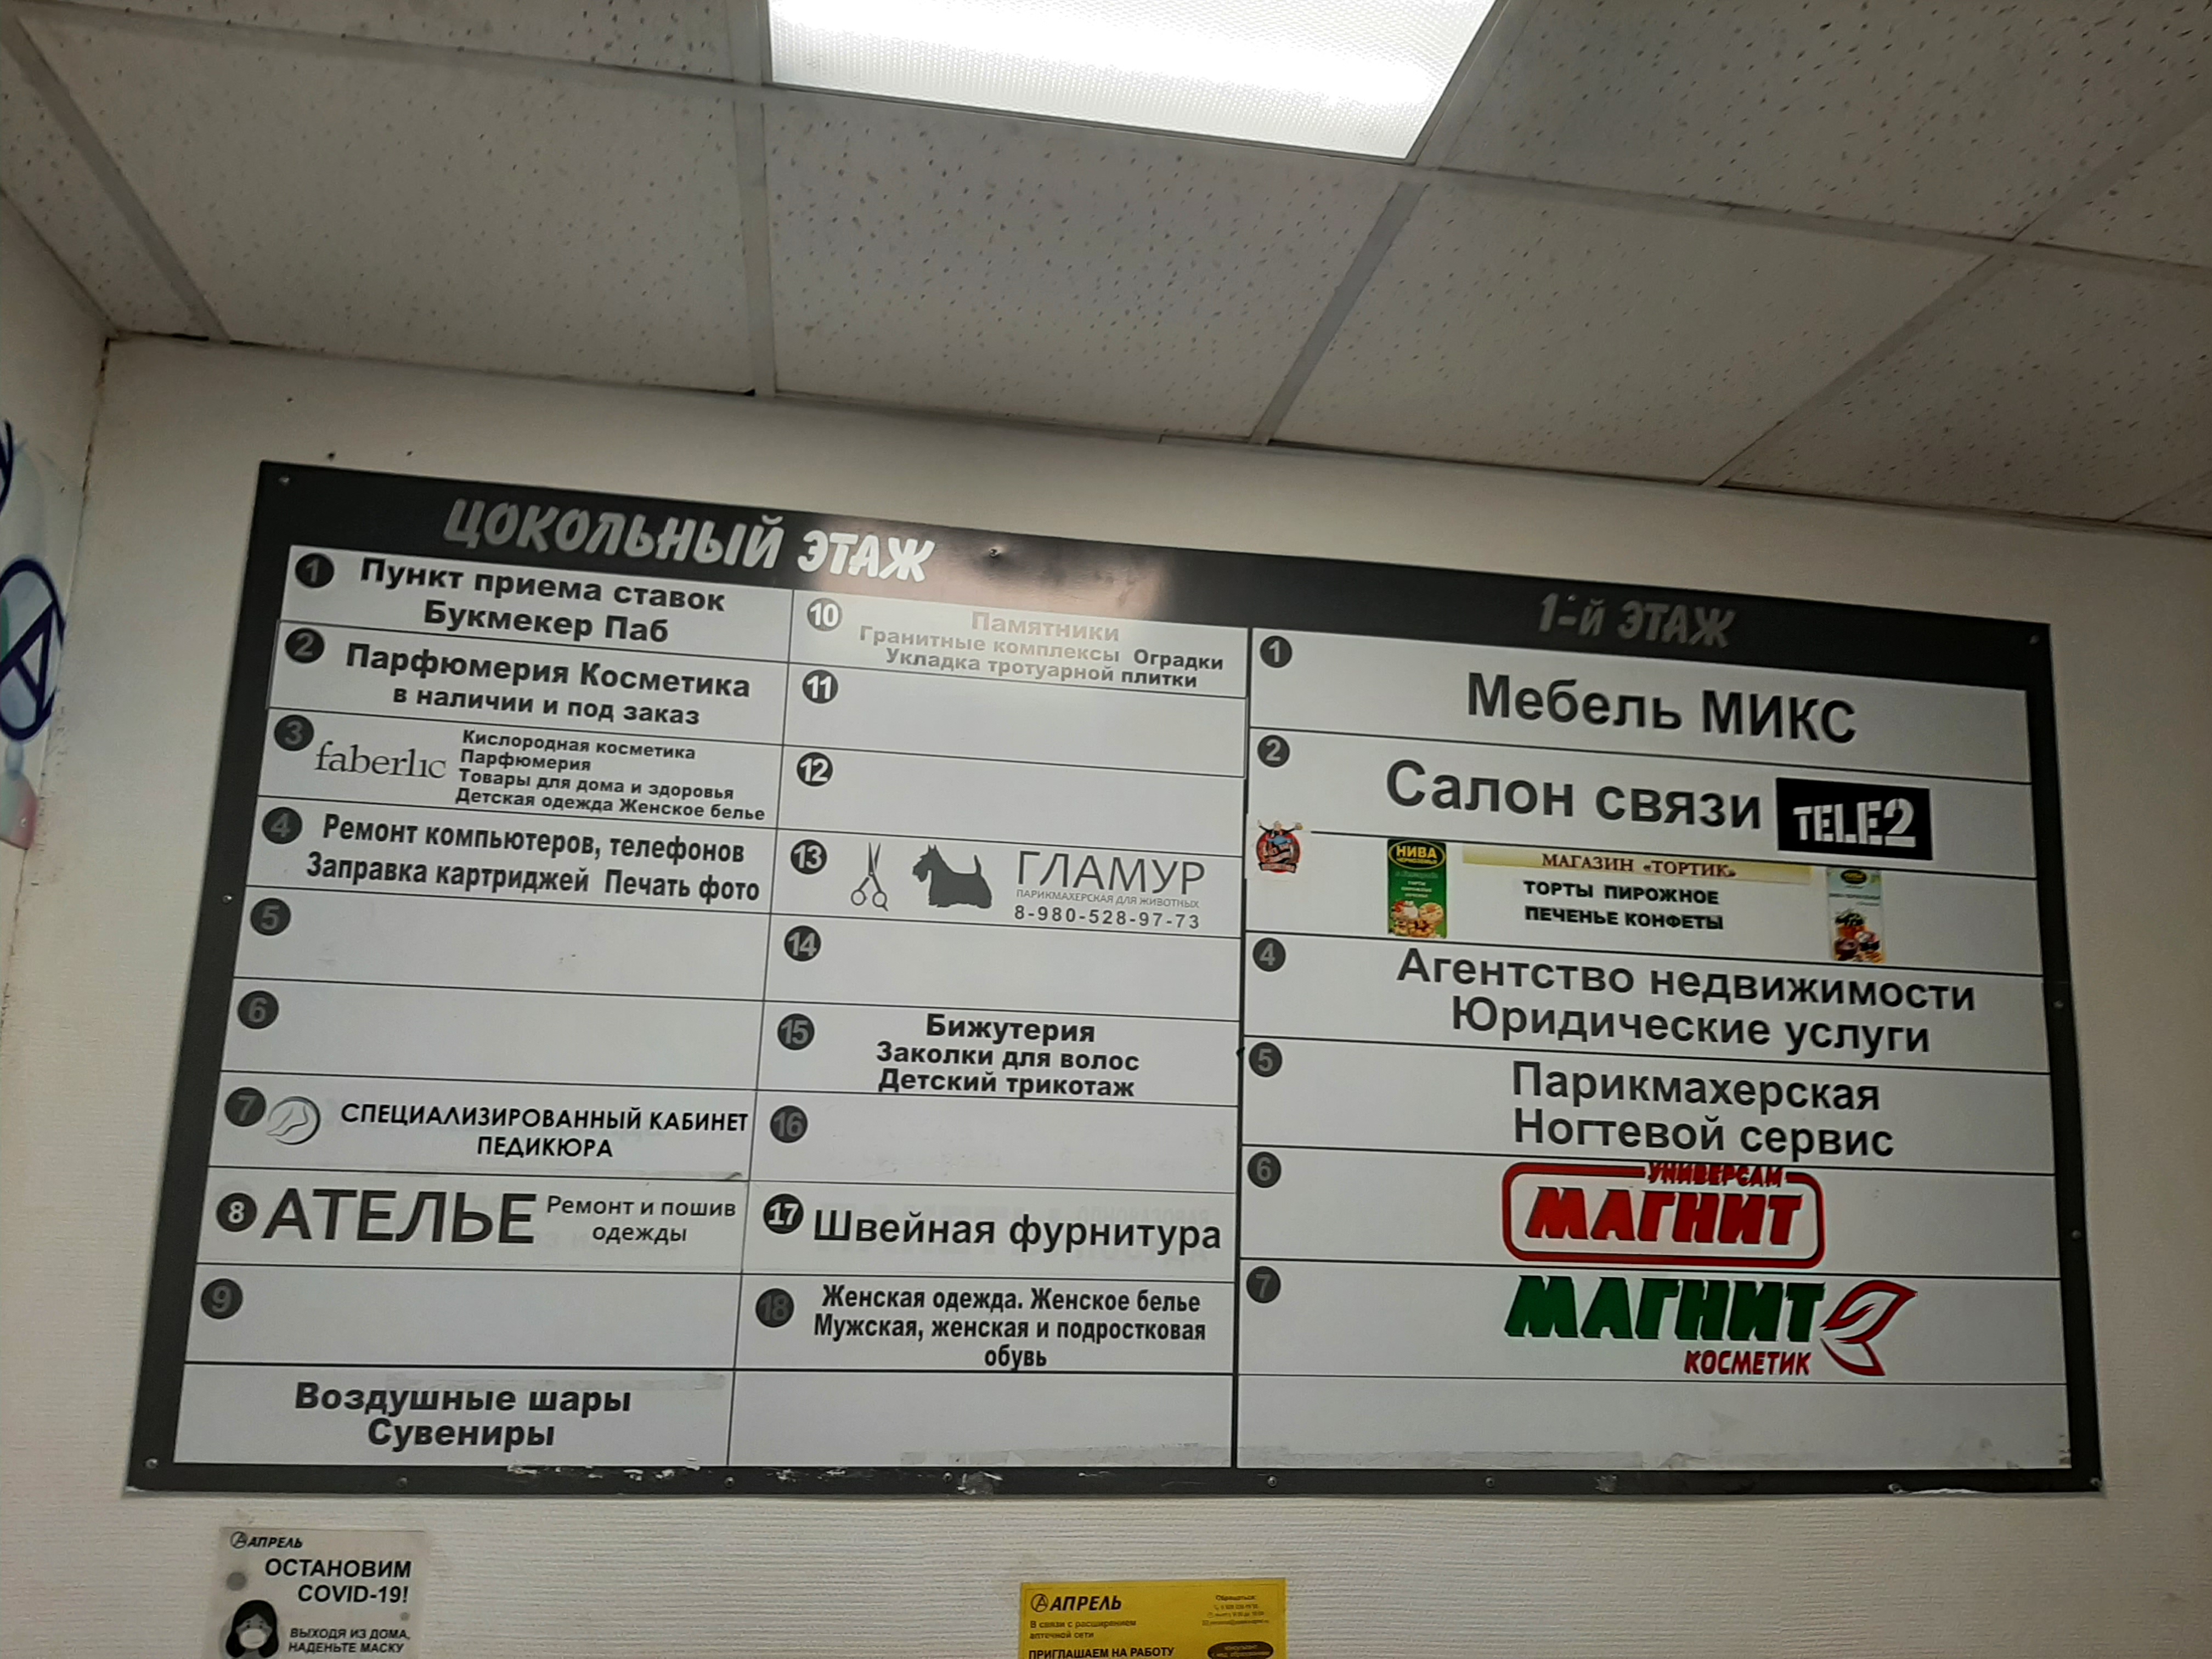 ЦОКОЛЬНЫЙ ЭТАЖ
1
Пункт приема ставок
Букмекер Паб
2
Парфюмерия Косметика
в наличии и под заказ
3
faberlic
Кислородная косметика
Парфюмерия
Товары для дома и здоровья
Детская одежда Женское белье
4
Ремонт компьютеров, телефонов
Заправка картриджей Печать фото
5
6
7
СПЕЦИАЛИЗИРОВАННЫЙ КАБИНЕТ
ПЕДИКЮРА
8
АТЕЛЬЕ
Ремонт и пошив
одежды
9
Воздушные шары
Сувениры
10
Памятники
Гранитные комплексы Оградки
Укладка тротуарной плитки
11
12
13
ГЛАМУР
ПАРИКМАХЕРСКАЯ ДЛЯ ЖИВОТНЫХ
8-980-528-97-73
14
15
Бижутерия
Заколки для волос
Детский трикотаж
16
17
Швейная фурнитура
18
Женская одежда. Женское белье
Мужская, женская и подростковая
обувь
1-й ЭТАЖ
1
Мебель МИКС
2
Салон связи TELE2
НИВА
МАГАЗИН «ТОРТИК»
ТОРТЫ ПИРОЖНОЕ
ПЕЧЕНЬЕ КОНФЕТЫ
4
Агентство недвижимости
Юридические услуги
5
Парикмахерская
Ногтевой сервис
6
УНИВЕРСАМ
МАГНИТ
7
МАГНИТ
КОСМЕТИК
АПРЕЛЬ
ОСТАНОВИМ
COVID-19!
ВЫХОДЯ ИЗ ДОМА,
НАДЕНЬТЕ МАСКУ
АПРЕЛЬ
В связи с расширением
аптечной сети
ПРИГЛАШАЕМ НА РАБОТУ
Обращаться: